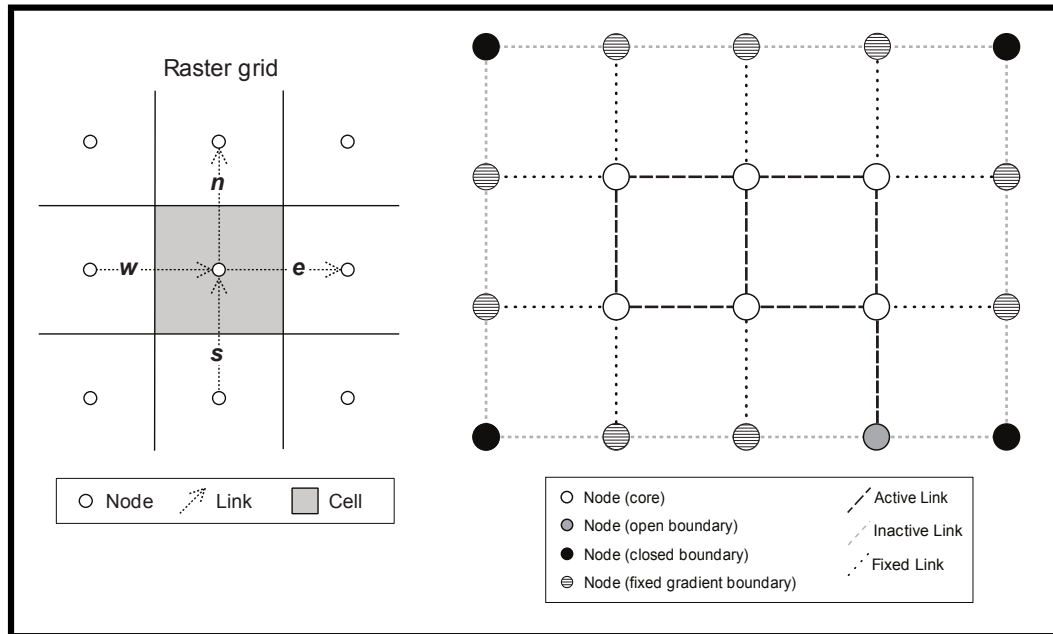 Raster grid
n
w
e
s
Node
Link
Cell
Node (core)
Node (open boundary)
Node (closed boundary)
Node (fixed gradient boundary)
Active Link
Inactive Link
Fixed Link